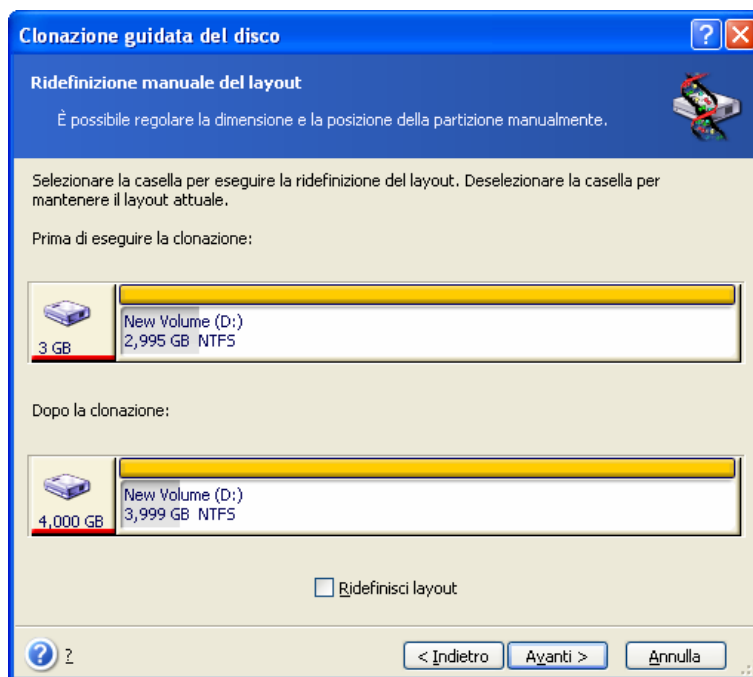 Clonazione guidata del disco
Ridefinizione manuale del layout
È possibile regolare la dimensione e la posizione della partizione manualmente.
Selezionare la casella per eseguire la ridefinizione del layout. Deselezionare la casella per
mantenere il layout attuale.
Prima di eseguire la clonazione:
3 GB
New Volume (D:)
2,995 GB NTFS
Dopo la clonazione:
4,000 GB
New Volume (D:)
3,999 GB NTFS
Ridefinisci layout
?
< Indietro
Avanti >
Annulla